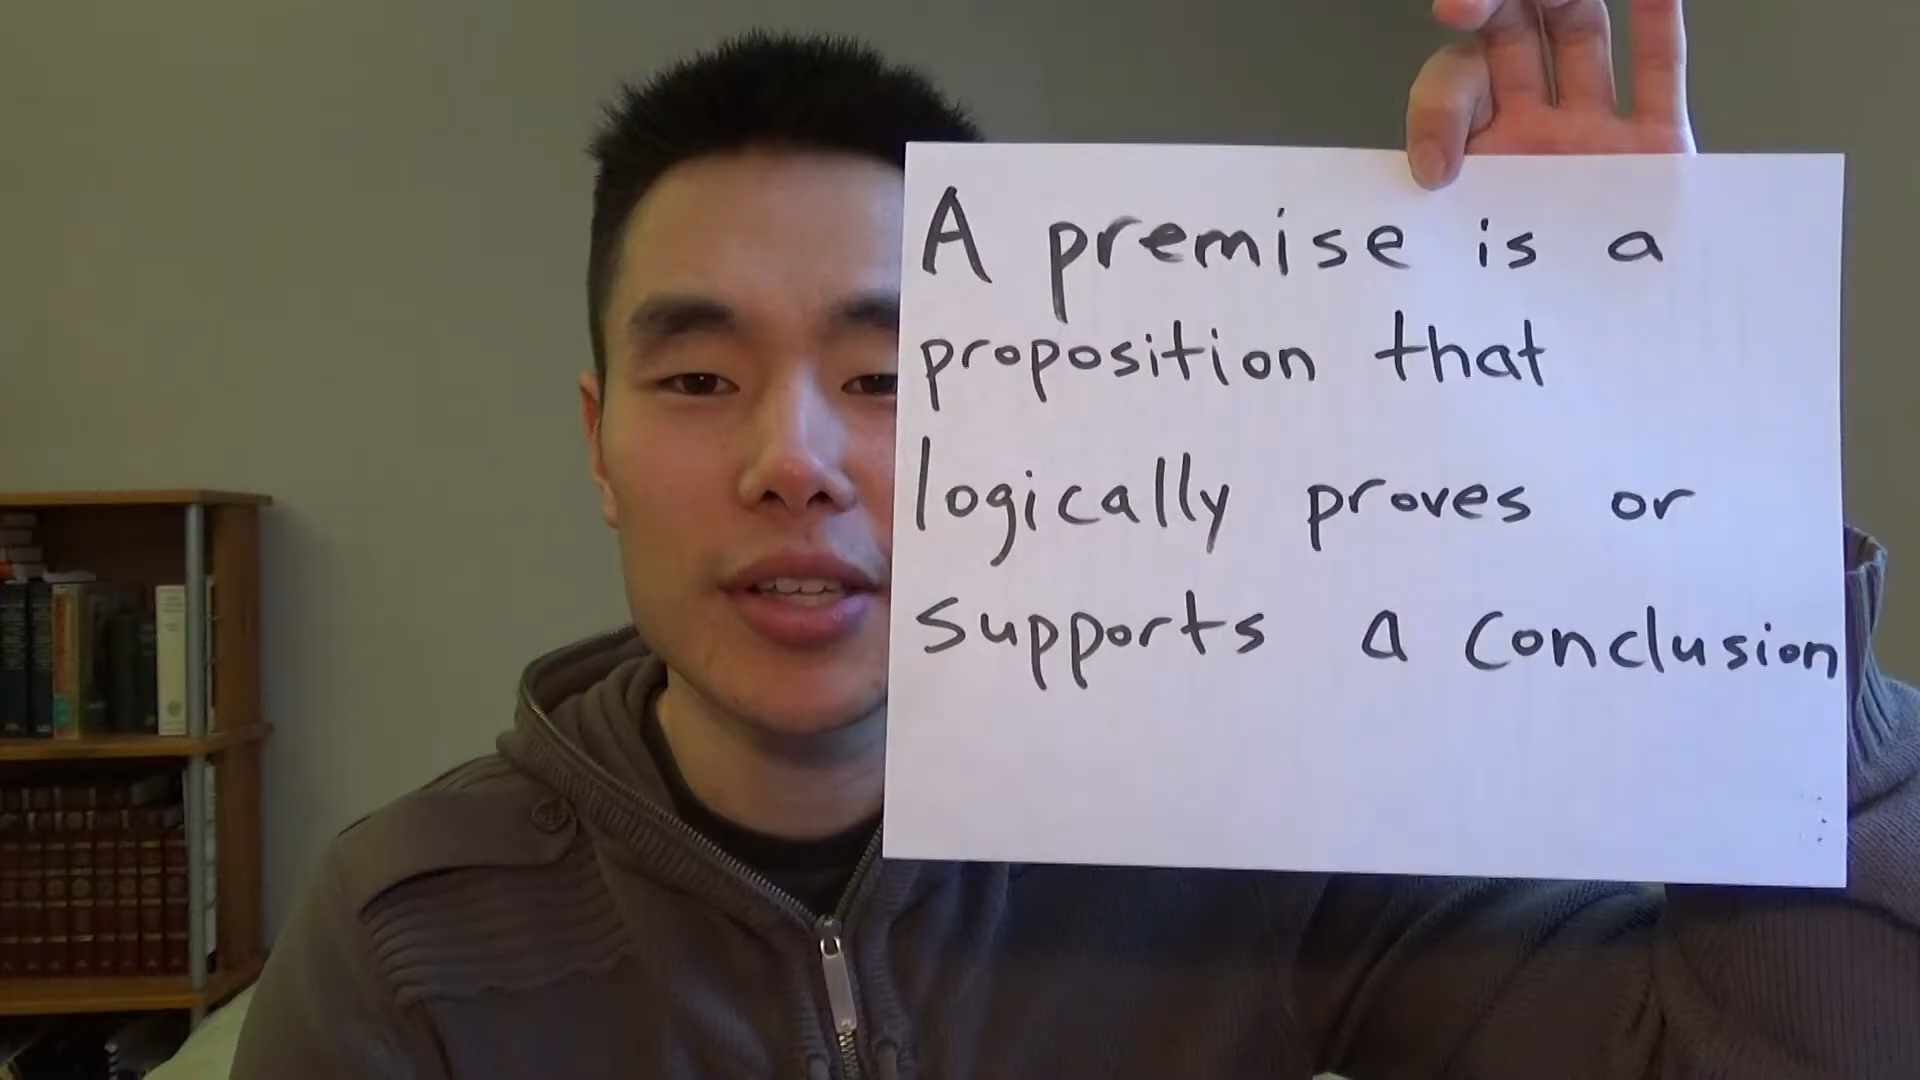 A premise is a
proposition that
logically proves or
supports a conclusion